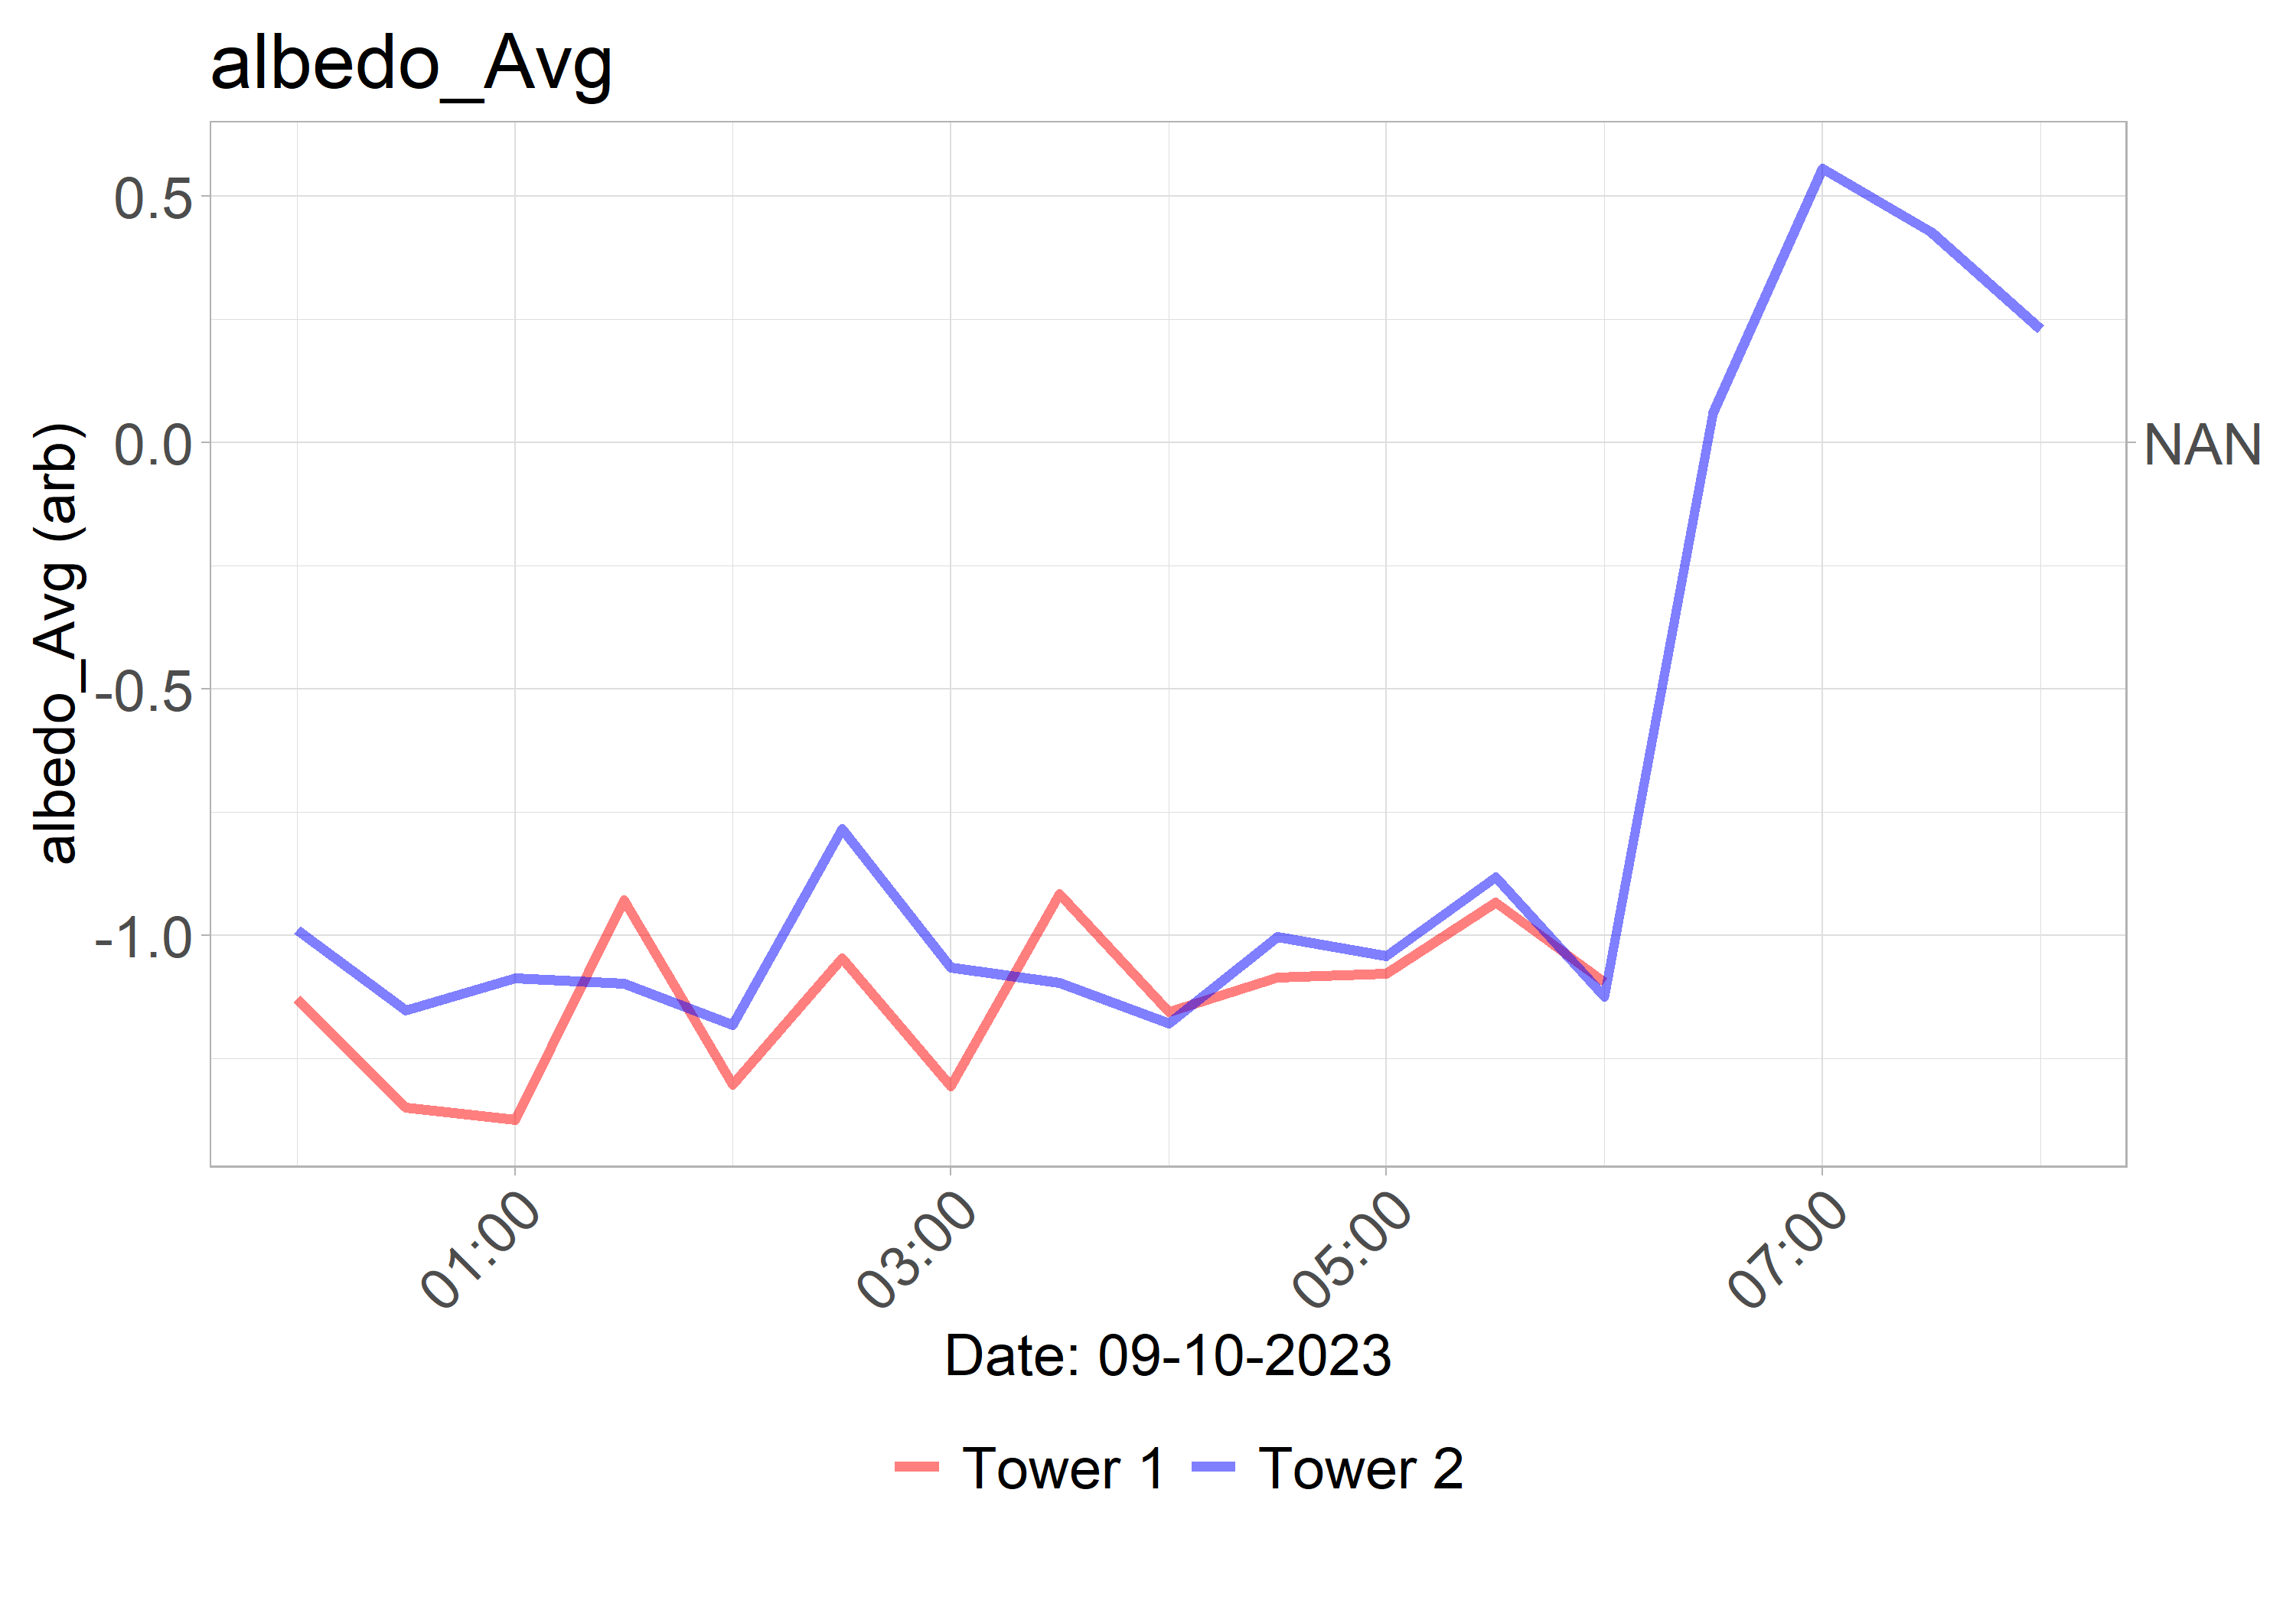 albedo_Avg
albedo_Avg (arb)
0.5
0.0
-0.5
-1.0
NAN
01:00
03:00
05:00
07:00
Date: 09-10-2023
Tower 1
Tower 2